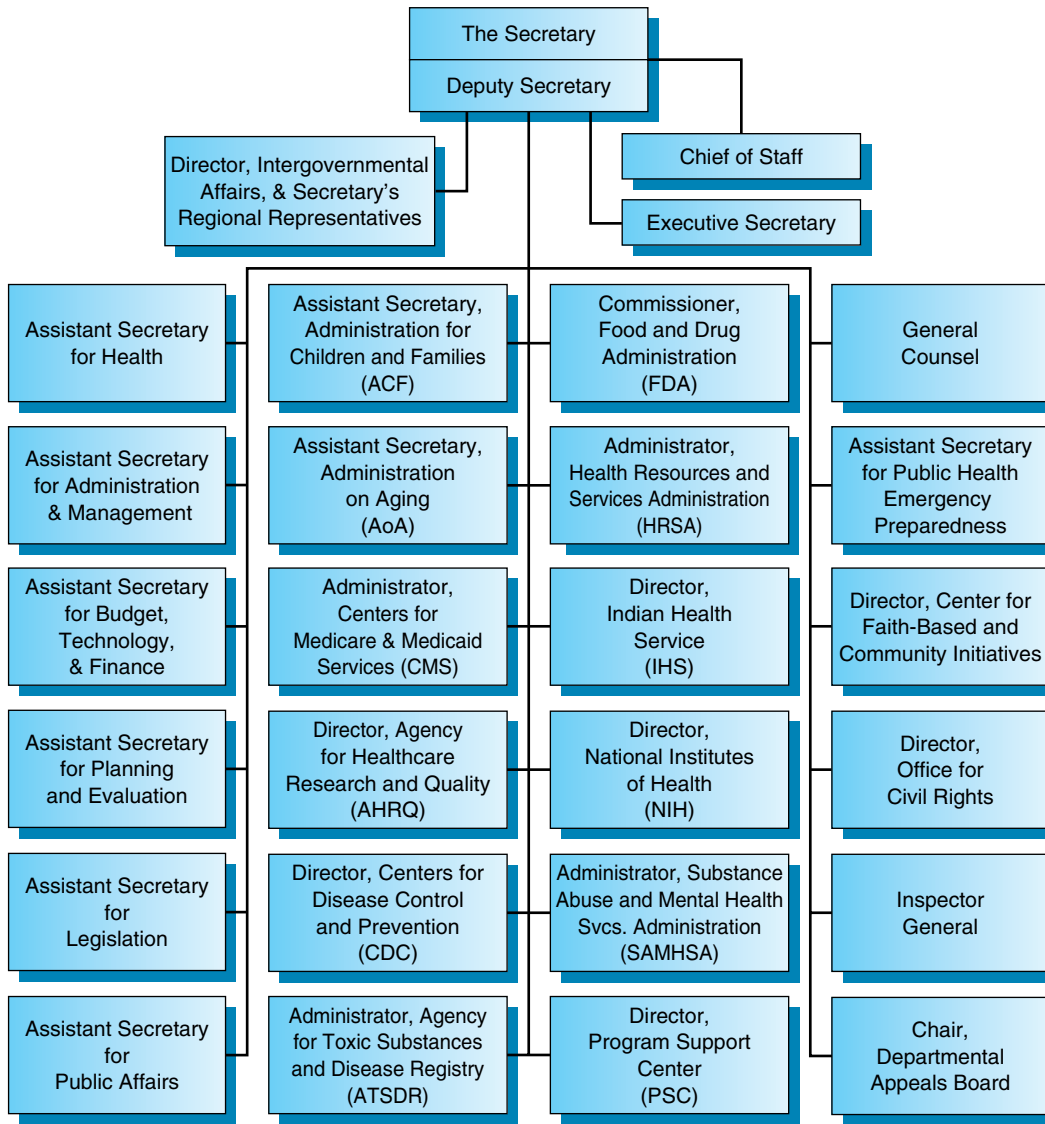 The Secretary
Deputy Secretary
Director, Intergovernmental
Affairs, & Secretary’s
Regional Representatives
Chief of Staff
Executive Secretary
Assistant Secretary
for Health
Assistant Secretary,
Administration for
Children and Families
(ACF)
Commissioner,
Food and Drug
Administration
(FDA)
General
Counsel
Assistant Secretary
for Administration
& Management
Assistant Secretary,
Administration
on Aging
(AoA)
Administrator,
Health Resources and
Services Administration
(HRSA)
Assistant Secretary
for Public Health
Emergency
Preparedness
Assistant Secretary
for Budget,
Technology,
& Finance
Administrator,
Centers for
Medicare & Medicaid
Services (CMS)
Director,
Indian Health
Service
(IHS)
Director, Center for
Faith-Based and
Community Initiatives
Assistant Secretary
for Planning
and Evaluation
Director, Agency
for Healthcare
Research and Quality
(AHRQ)
Director,
National Institutes
of Health
(NIH)
Director,
Office for
Civil Rights
Assistant Secretary
for
Legislation
Director, Centers for
Disease Control
and Prevention
(CDC)
Administrator, Substance
Abuse and Mental Health
Svcs. Administration
(SAMHSA)
Inspector
General
Assistant Secretary
for
Public Affairs
Administrator, Agency
for Toxic Substances
and Disease Registry
(ATSDR)
Director,
Program Support
Center
(PSC)
Chair,
Departmental
Appeals Board